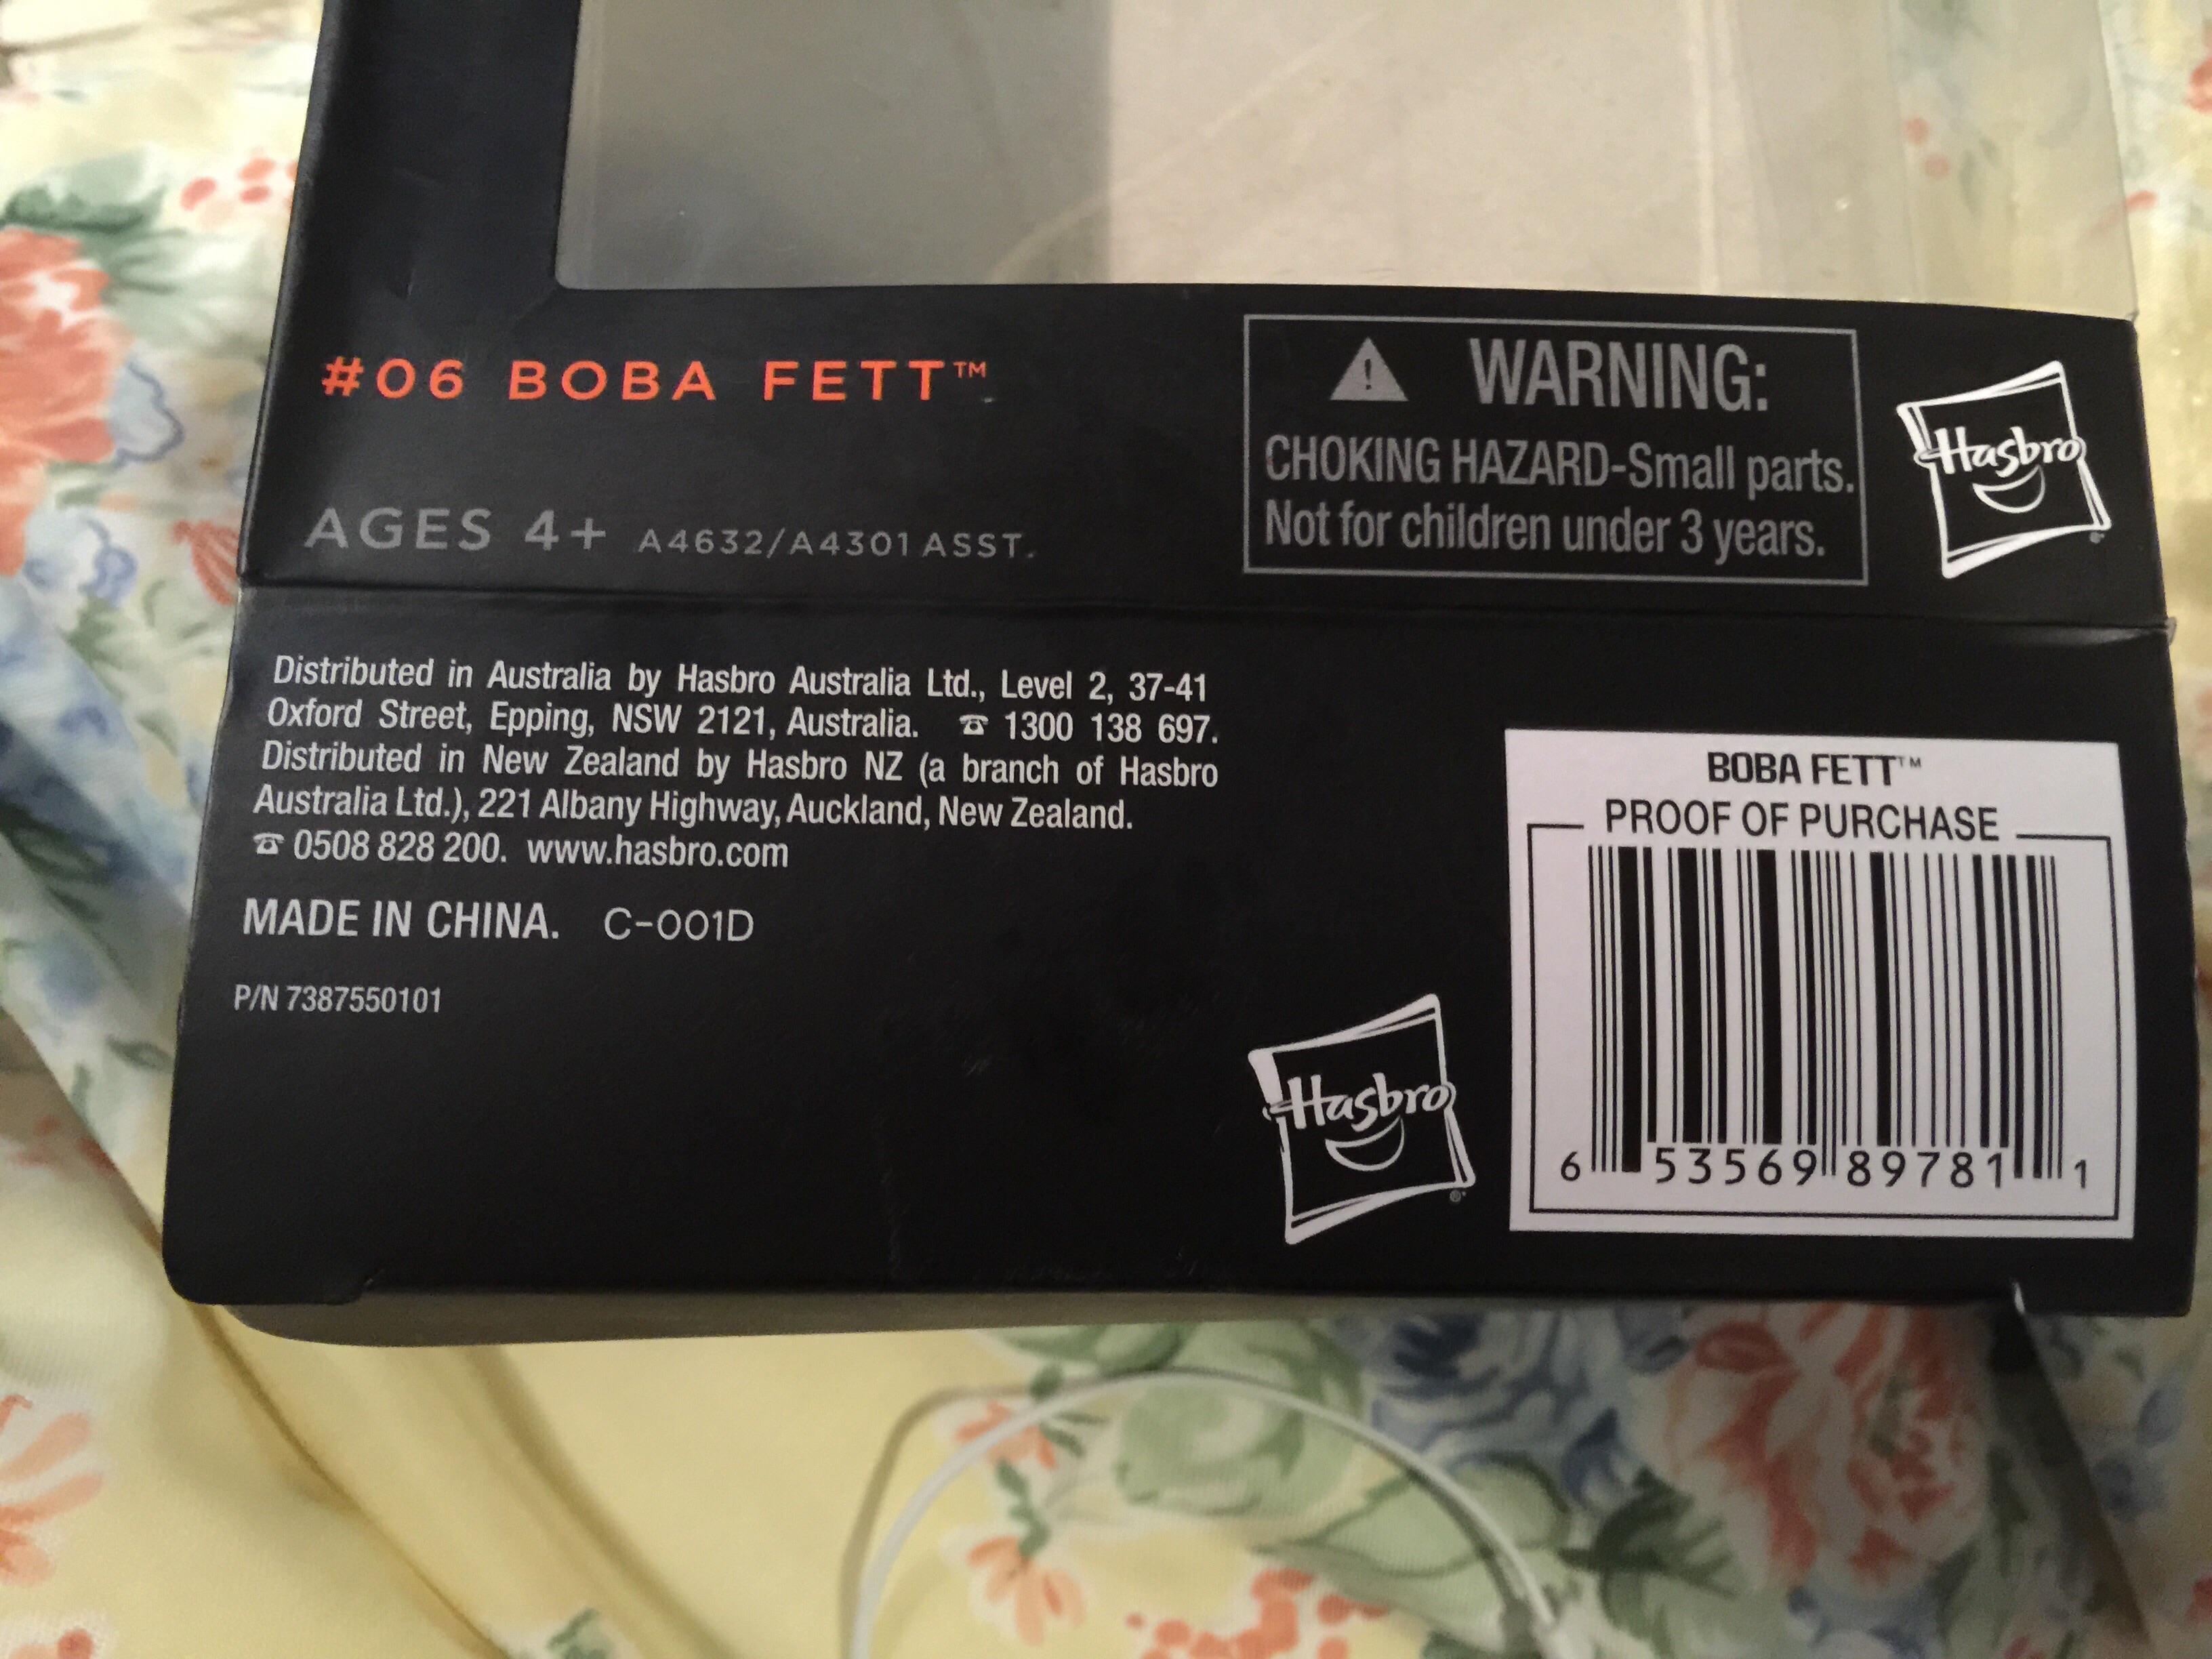 #06 BOBA FETT™
AGES 4+ A4632/A4301 ASST.
WARNING:
CHOKING HAZARD-Small parts.
Not for children under 3 years.
Hasbro
®
Distributed in Australia by Hasbro Australia Ltd., Level 2, 37-41
Oxford Street, Epping, NSW 2121, Australia. ☎ 1300 138 697.
Distributed in New Zealand by Hasbro NZ (a branch of Hasbro
Australia Ltd.), 221 Albany Highway, Auckland, New Zealand.
☎ 0508 828 200. www.hasbro.com
MADE IN CHINA. C-001D
P/N 7387550101
Hasbro
®
BOBA FETT™
PROOF OF PURCHASE
6 53569 89781 1